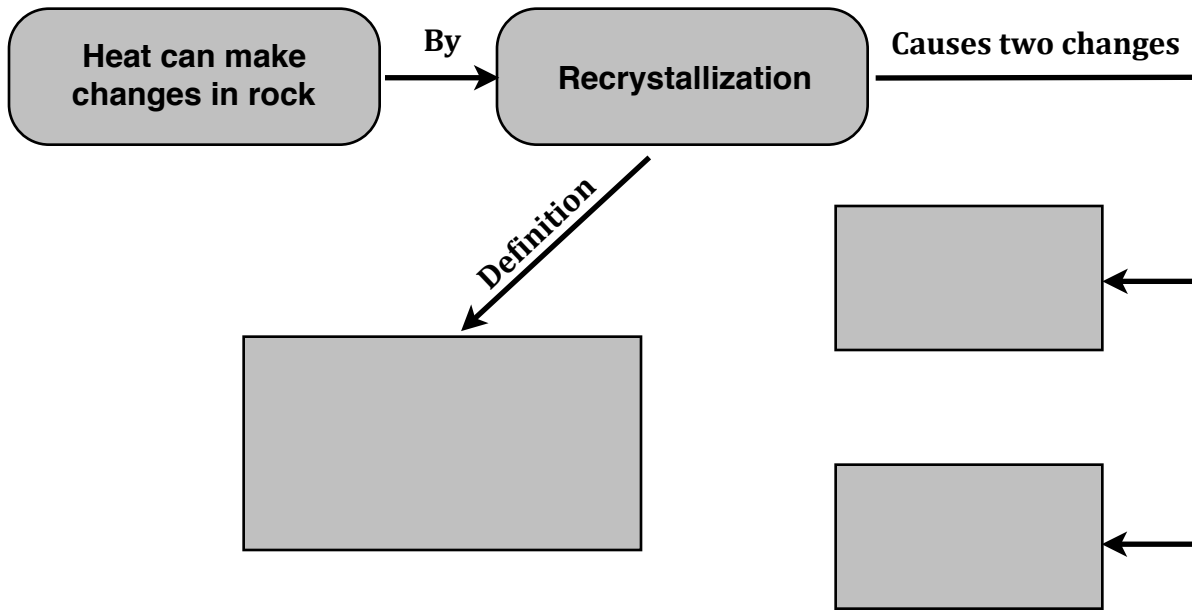 Heat can make
changes in rock
By
Recrystallization
Causes two changes
Definition